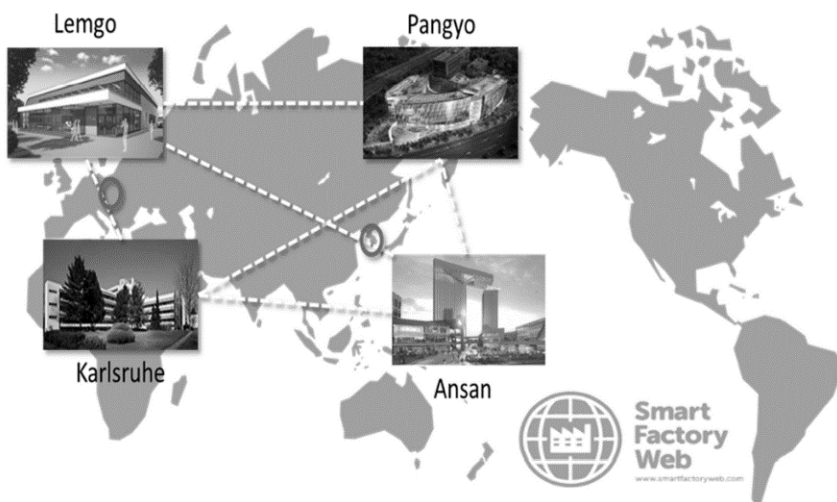 Lemgo
Pangyo
Karlsruhe
Ansan
Smart
Factory
Web
www.smartfactoryweb.com